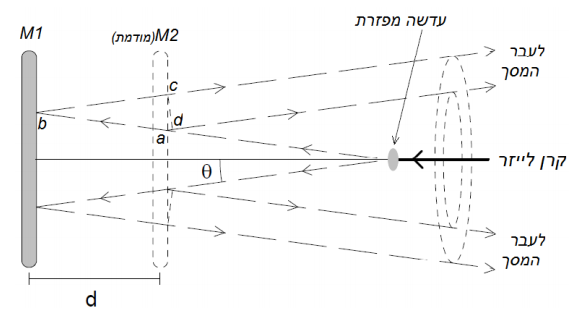 עדשה מפזרת
M1
M2(מודמת)
לעבר
המסך
c
b
d
a
θ
קרן לייזר
לעבר
המסך
d